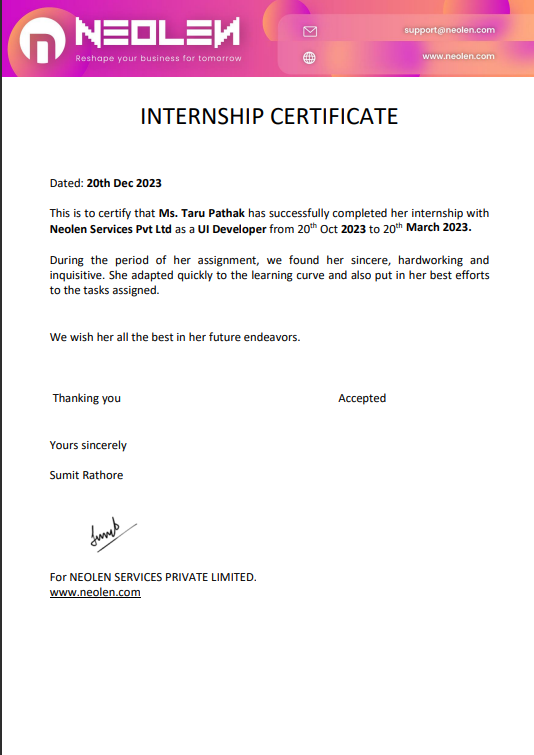 NEOLEN
Reshape your business for tomorrow
support@neolen.com
www.neolen.com
INTERNSHIP CERTIFICATE
Dated: 20th Dec 2023
This is to certify that Ms. Taru Pathak has successfully completed her internship with
Neolen Services Pvt Ltd as a UI Developer from 20th Oct 2023 to 20th March 2023.
During the period of her assignment, we found her sincere, hardworking and
inquisitive. She adapted quickly to the learning curve and also put in her best efforts
to the tasks assigned.
We wish her all the best in her future endeavors.
Thanking you
Accepted
Yours sincerely
Sumit Rathore
Sumit
For NEOLEN SERVICES PRIVATE LIMITED.
www.neolen.com